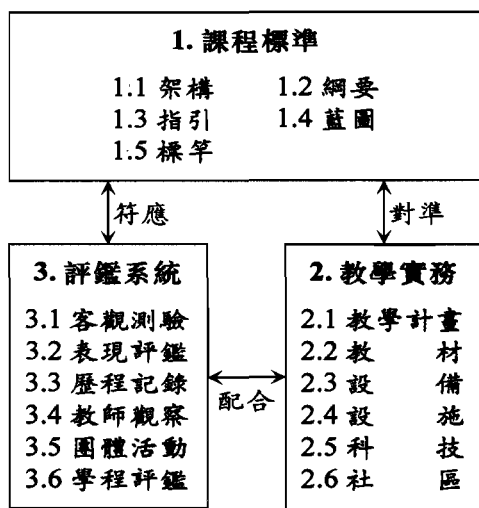 1. 課程標準
1.1 架構 1.2 綱要
1.3 指引 1.4 藍圖
1.5 標竿
符應 對準
3. 評鑑系統
3.1 客觀測驗
3.2 表現評鑑
3.3 歷程記錄
3.4 教師觀察
3.5 團體活動
3.6 學程評鑑
配合
2. 教學實務
2.1 教學計畫
2.2 教 材
2.3 設 備
2.4 設 施
2.5 科 技
2.6 社 區